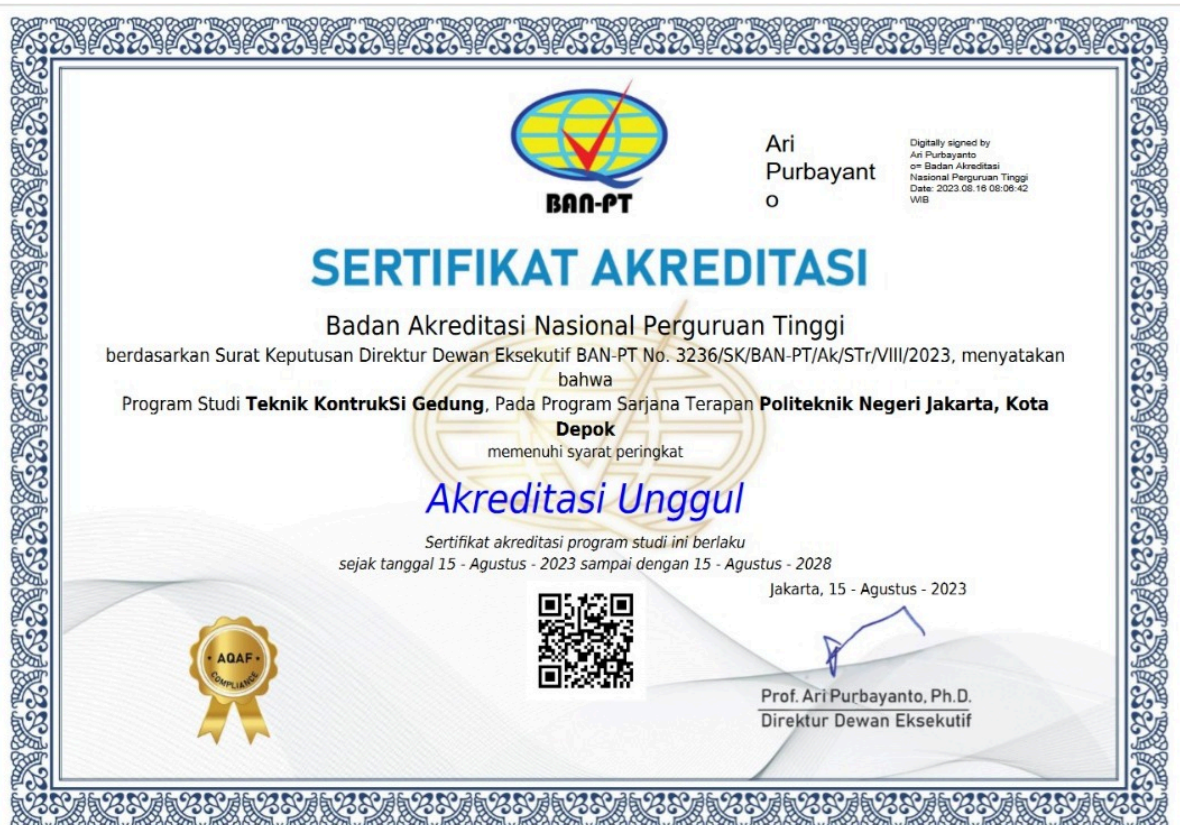 BAN-PT
Ari
Purbayant
o
Digitally signed by
Ari Purbayanto
o= Badan Akreditasi
Nasional Perguruan Tinggi
Date: 2023.08.16 08:06:42
WIB
SERTIFIKAT AKREDITASI
Badan Akreditasi Nasional Perguruan Tinggi
berdasarkan Surat Keputusan Direktur Dewan Eksekutif BAN-PT No. 3236/SK/BAN-PT/Ak/STr/VIII/2023, menyatakan
bahwa
Program Studi Teknik KontrukSi Gedung, Pada Program Sarjana Terapan Politeknik Negeri Jakarta, Kota
Depok
memenuhi syarat peringkat
Akreditasi Unggul
Sertifikat akreditasi program studi ini berlaku
sejak tanggal 15 - Agustus - 2023 sampai dengan 15 - Agustus - 2028
Jakarta, 15 - Agustus - 2023
AQAF
COMPLIANCE
Prof. Ari Purbayanto, Ph.D.
Direktur Dewan Eksekutif